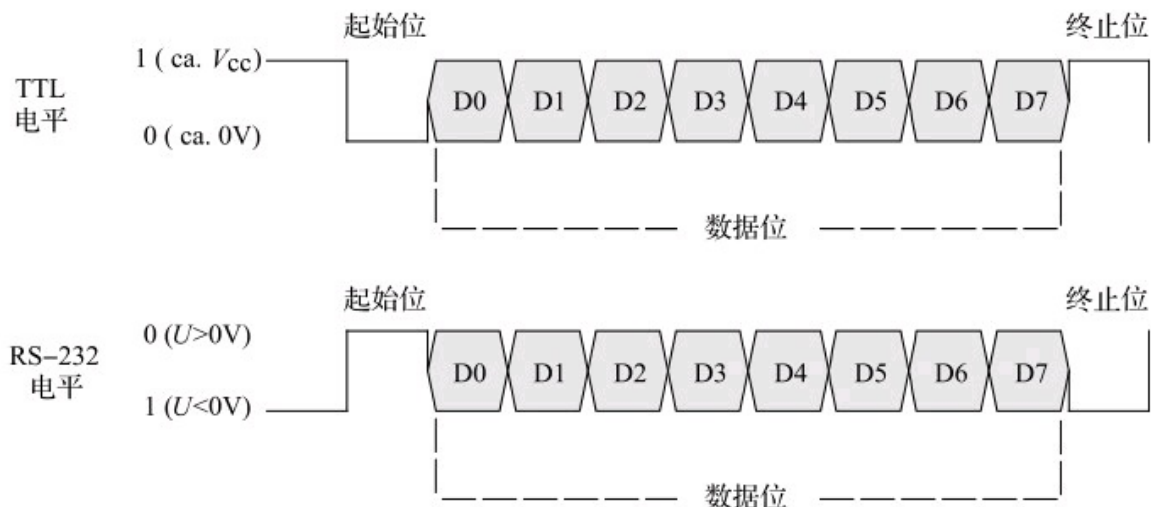 起始位
终止位
1 ( ca. Vcc)
TTL
电平
D0 D1 D2 D3 D4 D5 D6 D7
0 ( ca. 0V)
数据位
起始位
终止位
0 (U>0V)
RS–232
电平
D0 D1 D2 D3 D4 D5 D6 D7
1 (U<0V)
数据位